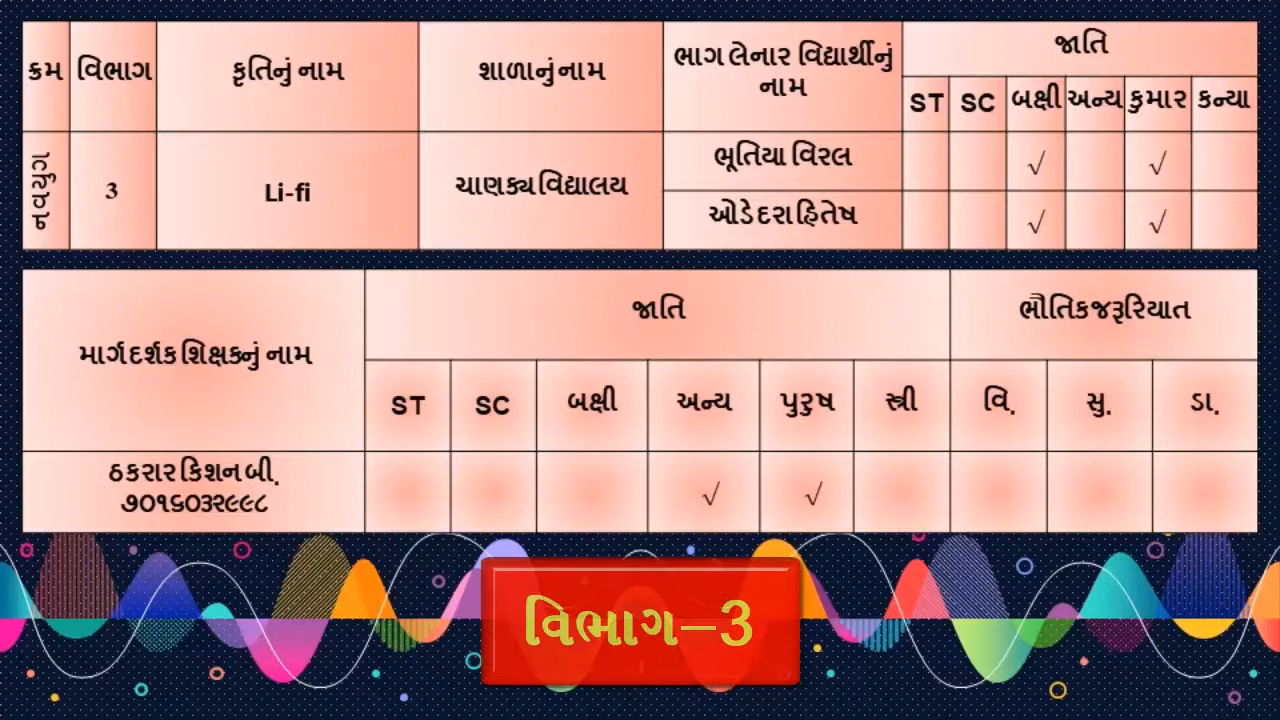 ક્રમ વિભાગ કૃતિનું નામ શાળાનું નામ ભાગ લેનાર વિદ્યાર્થીનું
નામ જાતિ
ST SC બક્ષી અન્ય કુમાર કન્યા
નવયુગ 3 Li-fi ચાણક્ય વિદ્યાલય ભૂતિયા વિરલ √ √
ઓડેદરા હિતેષ √ √
માર્ગદર્શક શિક્ષકનું નામ જાતિ ભૌતિક જરૂરિયાત
ST SC બક્ષી અન્ય પુરુષ સ્ત્રી વિ. સુ. ડા.
ઠકરાર કિશન બી. √ √
૭૦૧૬૦૩૨૯૯૮
વિભાગ–3